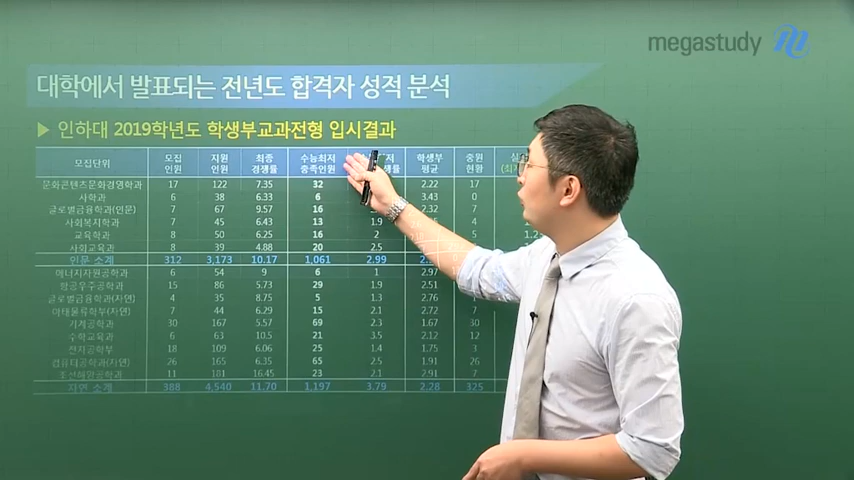 megastudy
대학에서 발표되는 전년도 합격자 성적 분석
▶ 인하대 2019학년도 학생부교과전형 입시결과
모집단위 모집인원 지원인원 최종경쟁률 수능최저충족인원 학생부평균 충원현황
문화콘텐츠문화경영학과 17 122 7.35 32 2.22 17
사학과 6 38 6.33 6 3.43 0
글로벌금융학과(인문) 7 67 9.57 16 2.32 7
사회복지학과 7 45 6.43 13 1.9 4
교육학과 8 50 6.25 16 2 5
사회교육과 8 39 4.88 20 2.5
인문 소계 312 3,173 10.17 1,061 2.99
에너지자원공학과 6 54 9 6 1 2.97
항공우주공학과 15 86 5.73 29 1.9 2.51
글로벌금융학과(자연) 4 35 8.75 5 1.3 2.76
아태물류학부(자연) 7 44 6.29 15 2.1 2.72 7
기계공학과 30 167 5.57 69 2.3 1.67 30
수학교육과 6 63 10.5 21 3.5 2.12 12
전자공학부 18 109 6.06 25 1.4 1.75 3
컴퓨터공학과(자연) 26 165 6.35 65 2.5 1.91 26
조선해양공학과 11 181 16.45 23 2.1 2.91 7
자연 소계 388 4,540 11.70 1,197 3.79 2.28 325